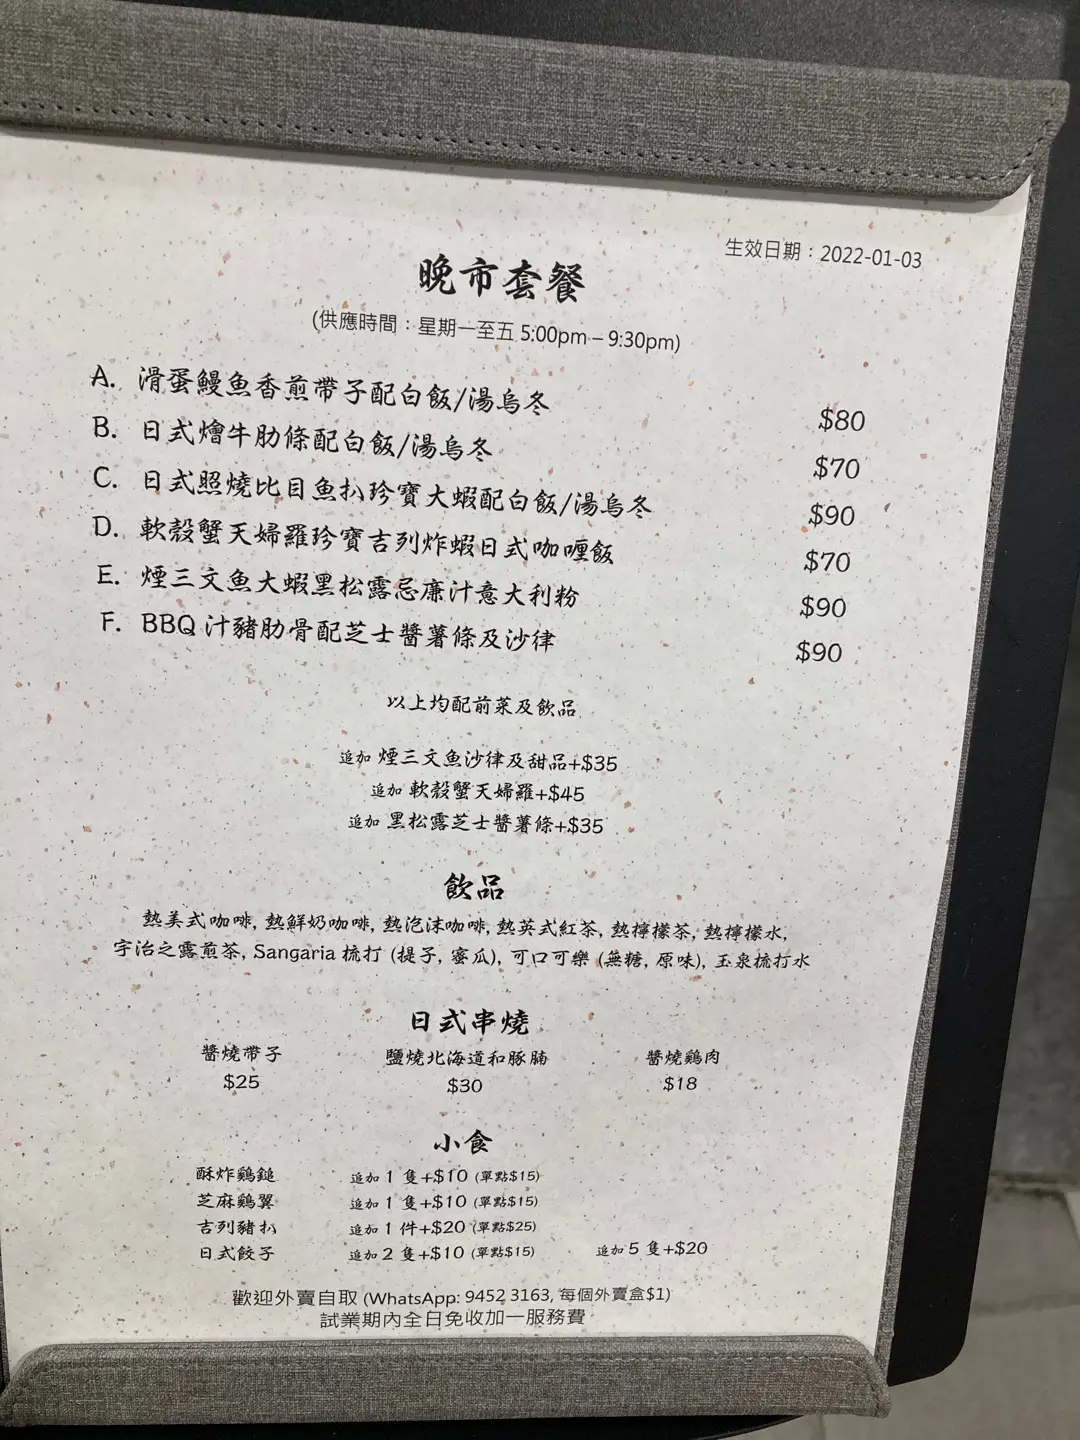 生效日期：2022-01-03
晚市套餐
(供應時間：星期一至五 5:00pm – 9:30pm)
A. 滑蛋鰻魚香煎帶子配白飯/湯烏冬 $80
B. 日式燴牛肋條配白飯/湯烏冬 $70
C. 日式照燒比目魚扒珍寶大蝦配白飯/湯烏冬 $90
D. 軟殼蟹天婦羅珍寶吉列炸蝦日式咖喱飯 $70
E. 煙三文魚大蝦黑松露忌廉汁意大利粉 $90
F. BBQ 汁豬肋骨配芝士醬薯條及沙律 $90
以上均配前菜及飲品
追加 煙三文魚沙律及甜品+$35
追加 軟殼蟹天婦羅+$45
追加 黑松露芝士醬薯條+$35
飲品
熱美式咖啡, 熱鮮奶咖啡, 熱泡沫咖啡, 熱英式紅茶, 熱檸檬茶, 熱檸檬水,
宇治之露煎茶, Sangaria 梳打 (提子, 蜜瓜), 可口可樂 (無糖, 原味), 玉泉梳打水
日式串燒
醬燒帶子 鹽燒北海道和豚腩 醬燒鷄肉
$25 $30 $18
小食
酥炸鷄鎚 追加 1 隻+$10 (單點$15)
芝麻鷄翼 追加 1 隻+$10 (單點$15)
吉列豬扒 追加 1 件+$20 (單點$25)
日式餃子 追加 2 隻+$10 (單點$15) 追加 5 隻+$20
歡迎外賣自取 (WhatsApp: 9452 3163, 每個外賣盒$1)
試業期內全日免收加一服務費